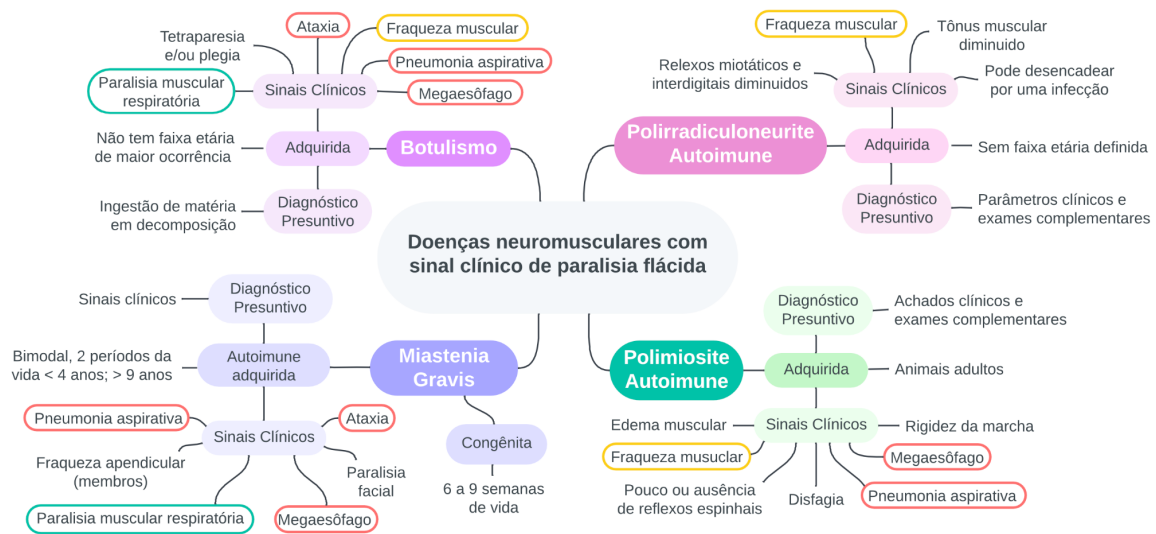 Doenças neuromusculares com
sinal clínico de paralisia flácida
Botulismo
Adquirida
Não tem faixa etária
de maior ocorrência
Sinais Clínicos
Tetraparesia
e/ou plegia
Ataxia
Fraqueza muscular
Pneumonia aspirativa
Megaesôfago
Paralisia muscular
respiratória
Diagnóstico
Presuntivo
Ingestão de matéria
em decomposição
Polirradiculoneurite
Autoimune
Adquirida
Sem faixa etária definida
Sinais Clínicos
Fraqueza muscular
Tônus muscular
diminuido
Relexos miotáticos e
interdigitais diminuidos
Pode desencadear
por uma infecção
Diagnóstico
Presuntivo
Parâmetros clínicos e
exames complementares
Miastenia
Gravis
Autoimune
adquirida
Bimodal, 2 períodos da
vida < 4 anos; > 9 anos
Diagnóstico
Presuntivo
Sinais clínicos
Sinais Clínicos
Pneumonia aspirativa
Ataxia
Fraqueza apendicular
(membros)
Paralisia
facial
Paralisia muscular respiratória
Megaesôfago
Congênita
6 a 9 semanas
de vida
Polimiosite
Autoimune
Adquirida
Animais adultos
Diagnóstico
Presuntivo
Achados clínicos e
exames complementares
Sinais Clínicos
Edema muscular
Rigidez da marcha
Fraqueza musuclar
Megaesôfago
Pouco ou ausência
de reflexos espinhais
Disfagia
Pneumonia aspirativa